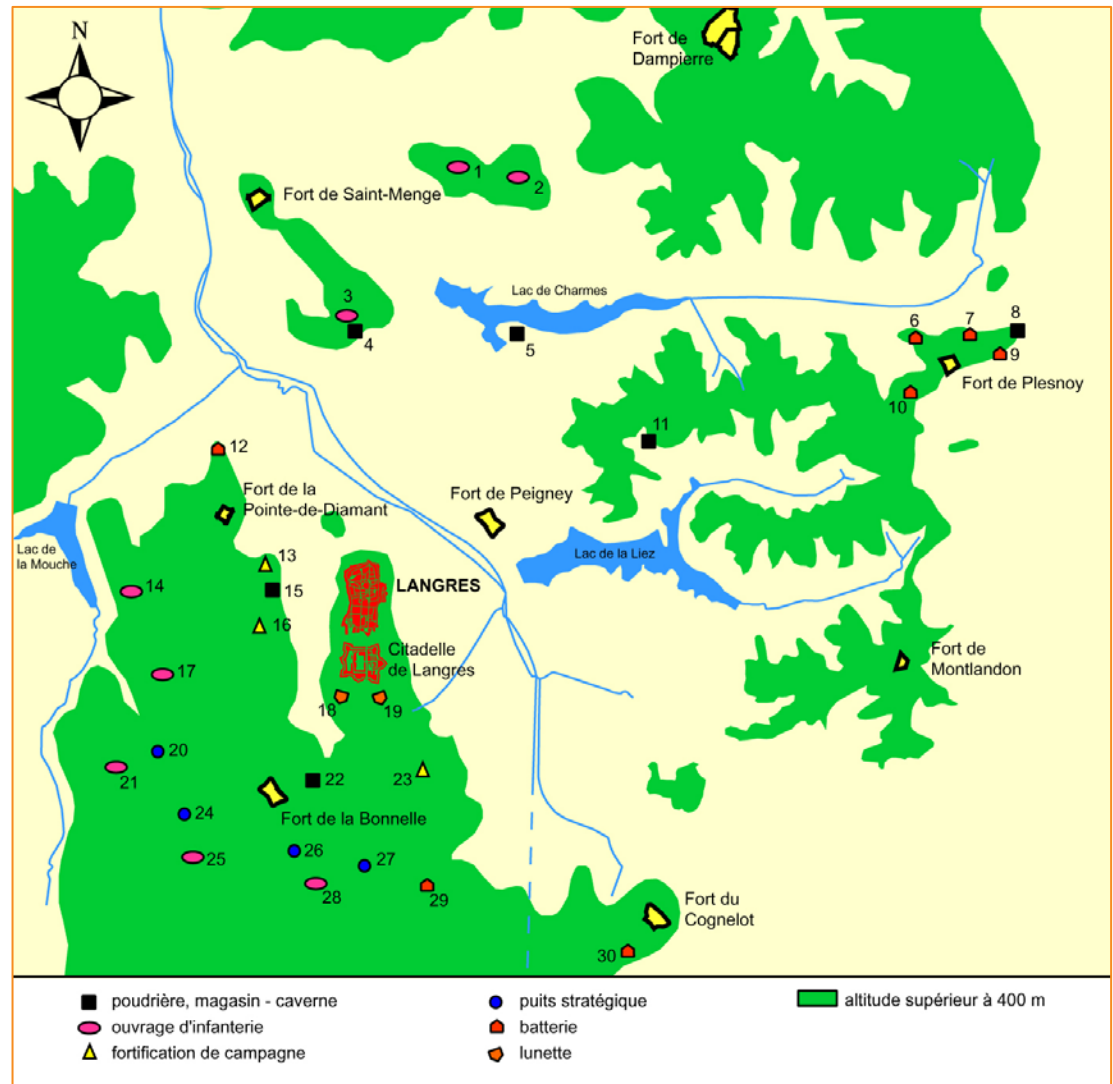 N
Fort de
Dampierre
1
2
Fort de Saint-Menge
Lac de Charmes
3
4
5
6
7
8
9
Fort de Plesnoy
10
11
12
Fort de Peigney
Fort de la
Pointe-de-Diamant
Lac de
la Mouche
Lac de la Liez
13
14
15
LANGRES
16
Citadelle
de Langres
Fort de
Montlandon
17
18
19
20
21
22
23
24
Fort de la Bonnelle
25
26
27
28
29
Fort du
Cognelot
30
poudrière, magasin - caverne
puits stratégique
altitude supérieur à 400 m
ouvrage d'infanterie
batterie
fortification de campagne
lunette